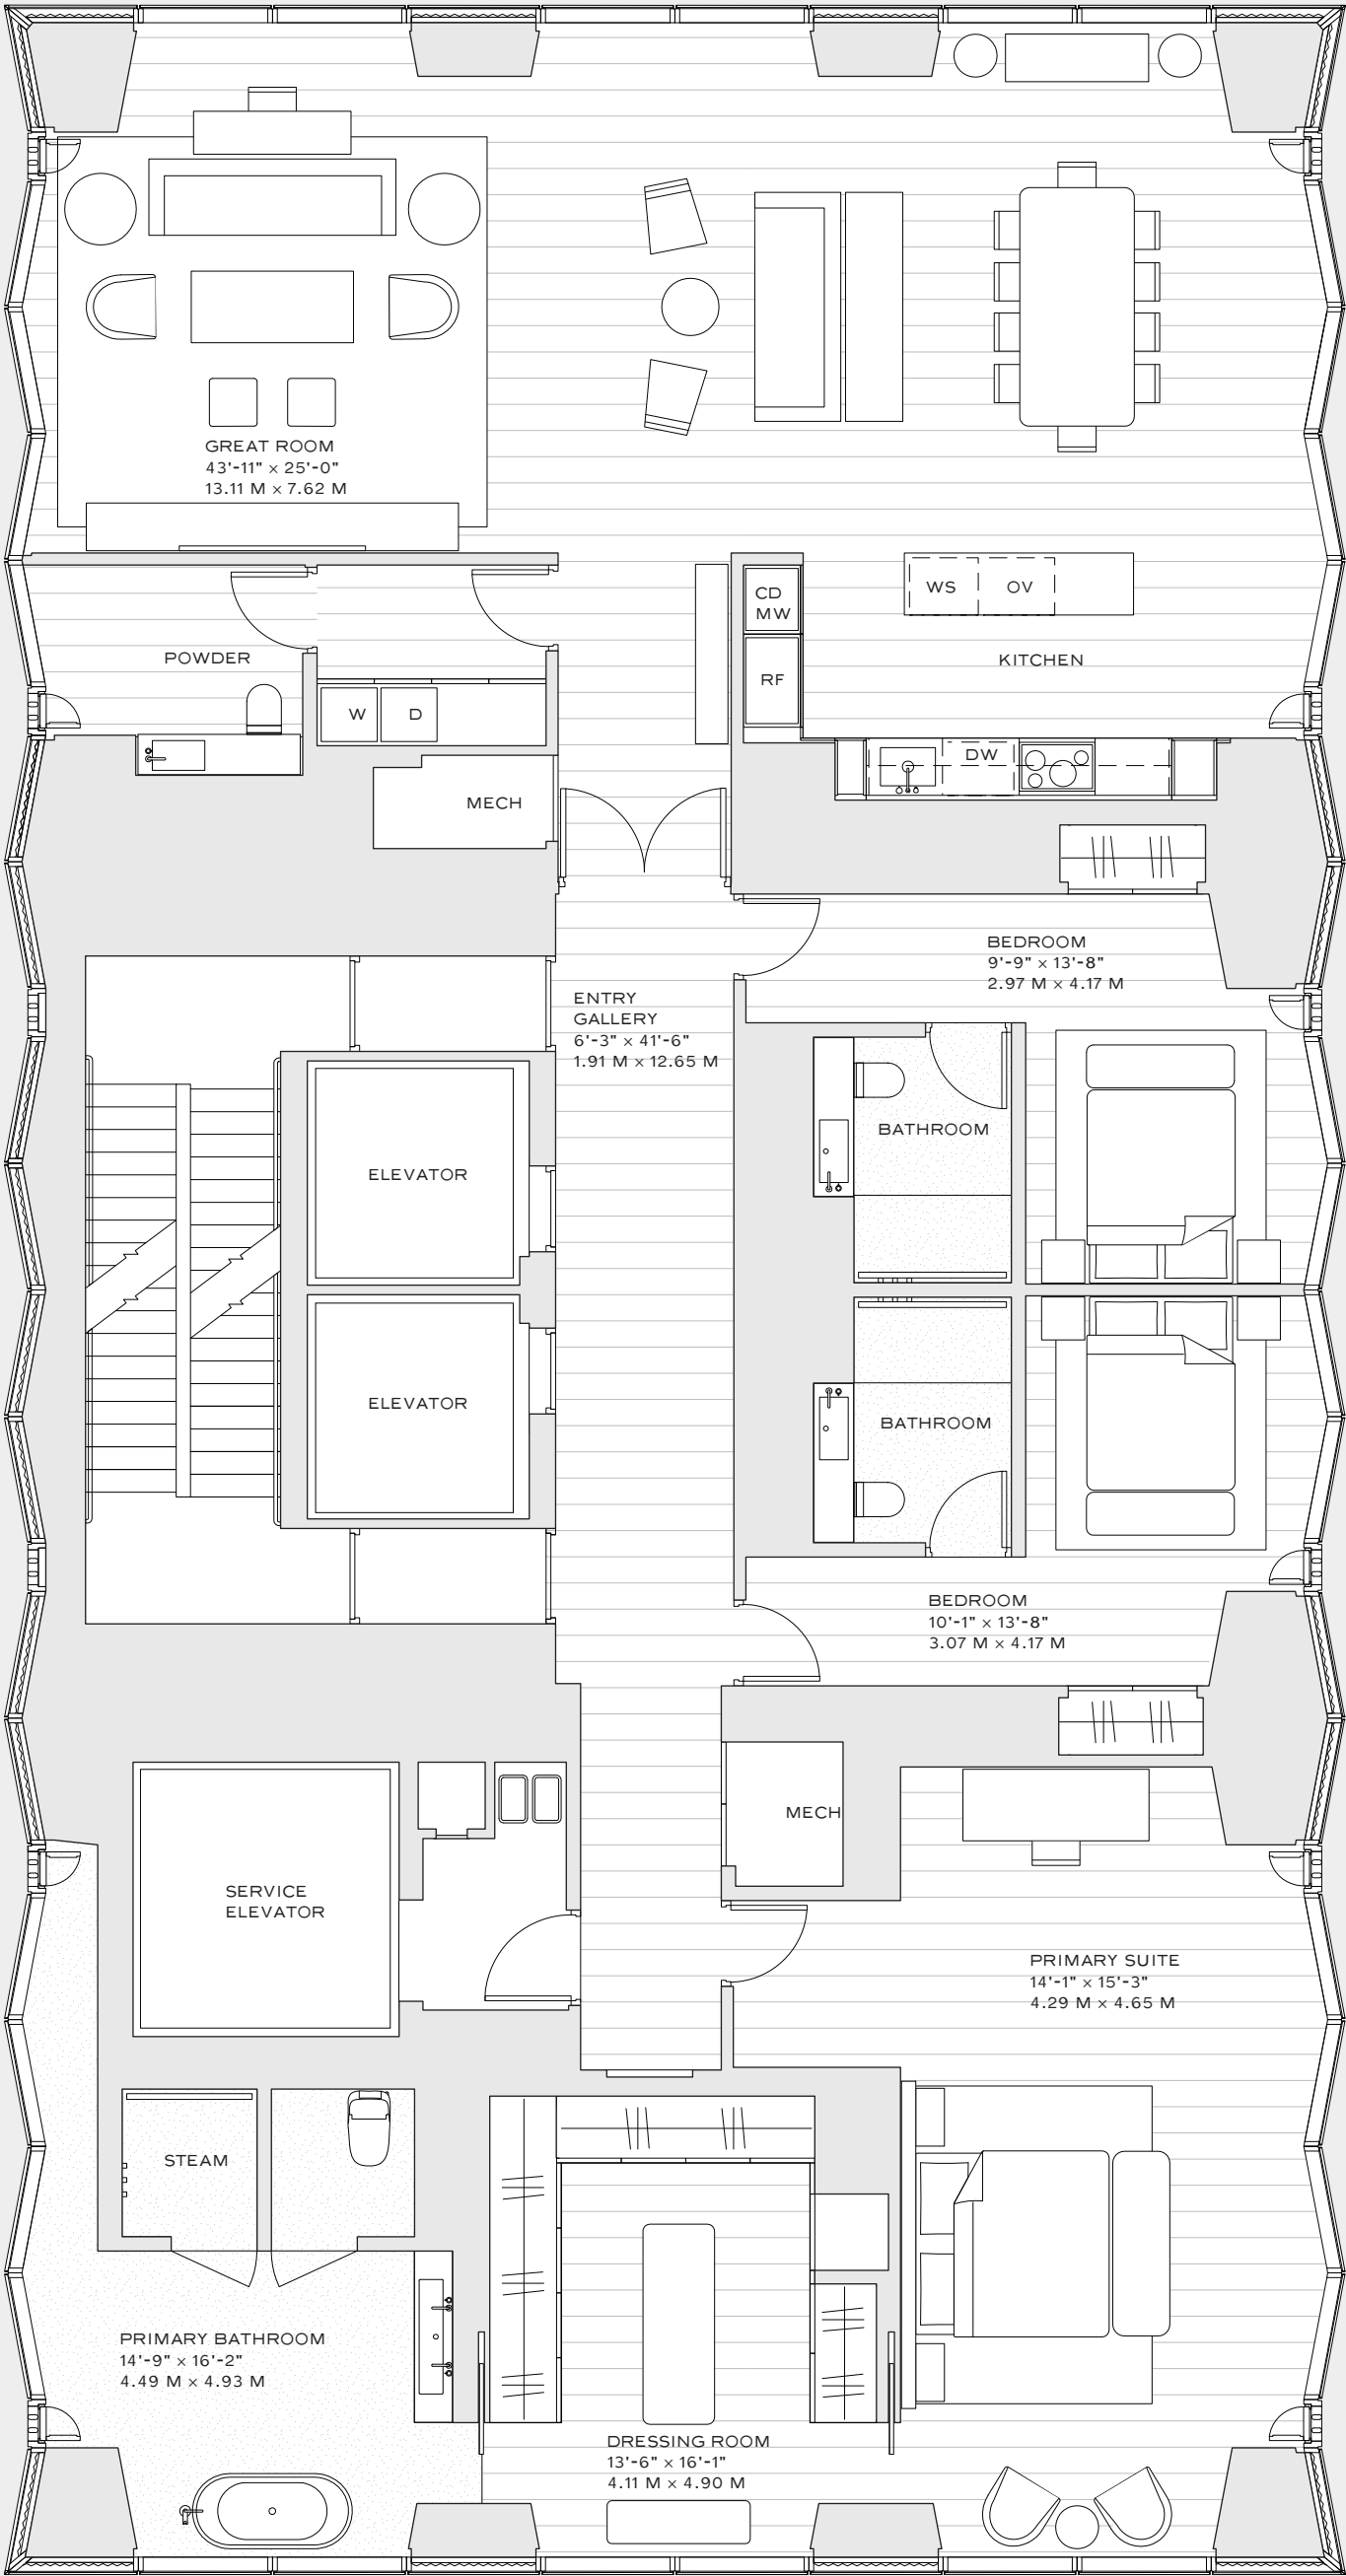 GREAT ROOM
43'-11" × 25'-0"
13.11 M × 7.62 M
POWDER
W
D
MECH
CD
MW
RF
WS
OV
KITCHEN
DW
BEDROOM
9'-9" × 13'-8"
2.97 M × 4.17 M
ENTRY
GALLERY
6'-3" × 41'-6"
1.91 M × 12.65 M
BATHROOM
ELEVATOR
ELEVATOR
BATHROOM
BEDROOM
10'-1" × 13'-8"
3.07 M × 4.17 M
MECH
SERVICE
ELEVATOR
PRIMARY SUITE
14'-1" × 15'-3"
4.29 M × 4.65 M
STEAM
PRIMARY BATHROOM
14'-9" × 16'-2"
4.49 M × 4.93 M
DRESSING ROOM
13'-6" × 16'-1"
4.11 M × 4.90 M